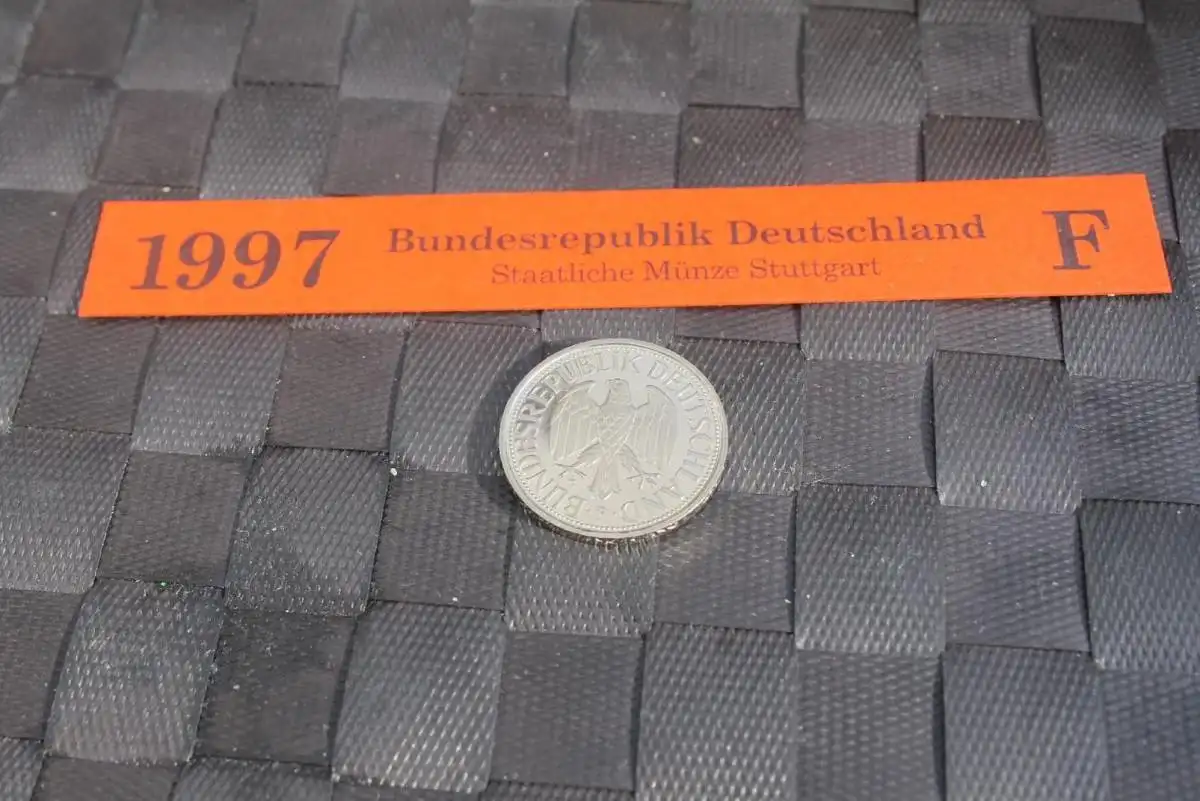 1997
Bundesrepublik Deutschland
Staatliche Münze Stuttgart
F
BUNDESREPUBLIK DEUTSCHLAND
F